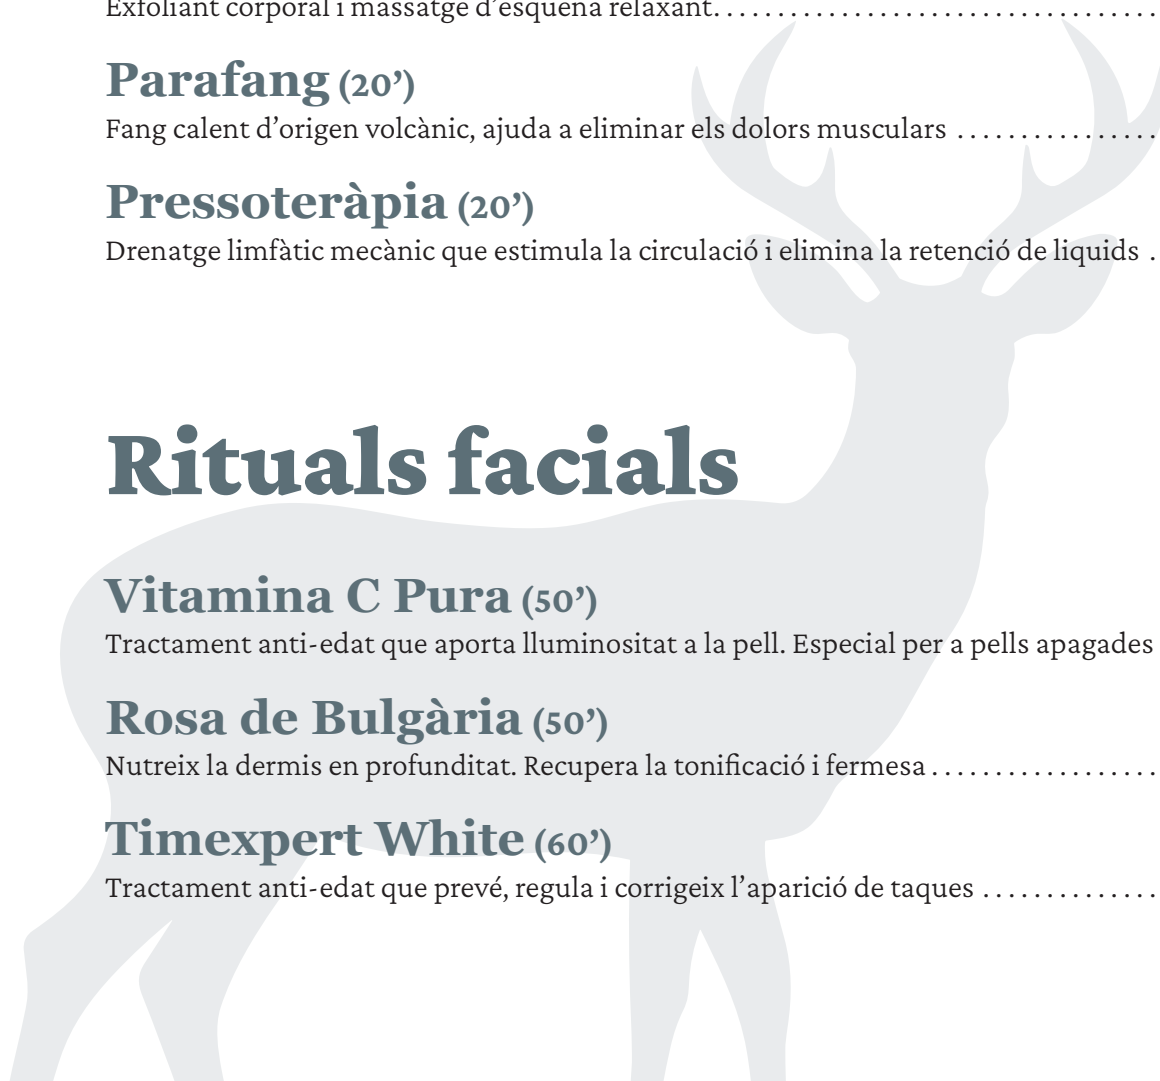 Exfoliant corporal i massatge d’esquena relaxant. . . . . . . . . . . . . . . . . . . . . . . . . . . . . . . . . .
Parafang (20’)
Fang calent d’origen volcànic, ajuda a eliminar els dolors musculars . . . . . . . . . . . . . . .
Pressoteràpia (20’)
Drenatge limfàtic mecànic que estimula la circulació i elimina la retenció de liquids .
Rituals facials
Vitamina C Pura (50’)
Tractament anti-edat que aporta lluminositat a la pell. Especial per a pells apagades
Rosa de Bulgària (50’)
Nutreix la dermis en profunditat. Recupera la tonificació i fermesa . . . . . . . . . . . . . . . . .
Timexpert White (60’)
Tractament anti-edat que prevé, regula i corrigeix l’aparició de taques . . . . . . . . . . . . .